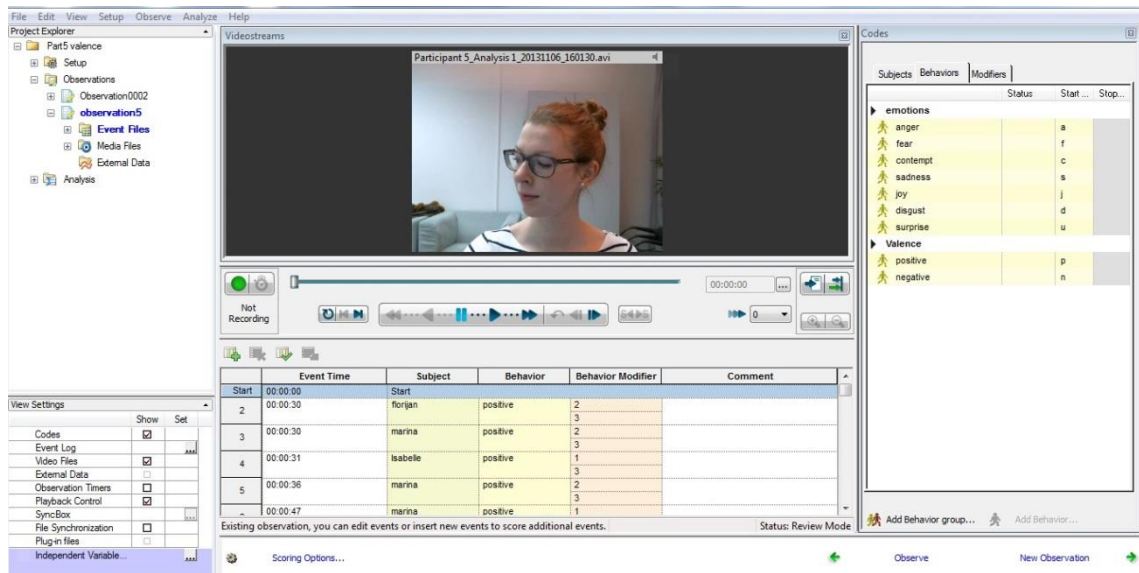 File Edit View Setup Observe Analyze Help
Project Explorer
Part5 valence
Setup
Observations
Observation0002
observation5
Event Files
Media Files
External Data
Analysis
View Settings
Show Set
Codes
Event Log
...
Video Files
External Data
Observation Timers
Playback Control
SyncBox
...
File Synchronization
Plug-in files
Independent Variable... ...
Videostreams
Participant 5_Analysis 1_20131106_160130.avi
Not
Recording
00:00:00 ...
0
Event Time Subject Behavior Behavior Modifier Comment
Start 00:00:00 Start
2 00:00:30 florijan positive 2
3
3 00:00:30 marina positive 2
3
4 00:00:31 Isabelle positive 1
3
5 00:00:36 marina positive 2
3
00:00:47 marina positive 1
Existing observation, you can edit events or insert new events to score additional events. Status: Review Mode
Scoring Options... Observe New Observation
Codes
Subjects Behaviors Modifiers
Status Start ... Stop...
emotions
anger a
fear f
contempt c
sadness s
joy j
disgust d
surprise u
Valence
positive p
negative n
Add Behavior group... Add Behavior...